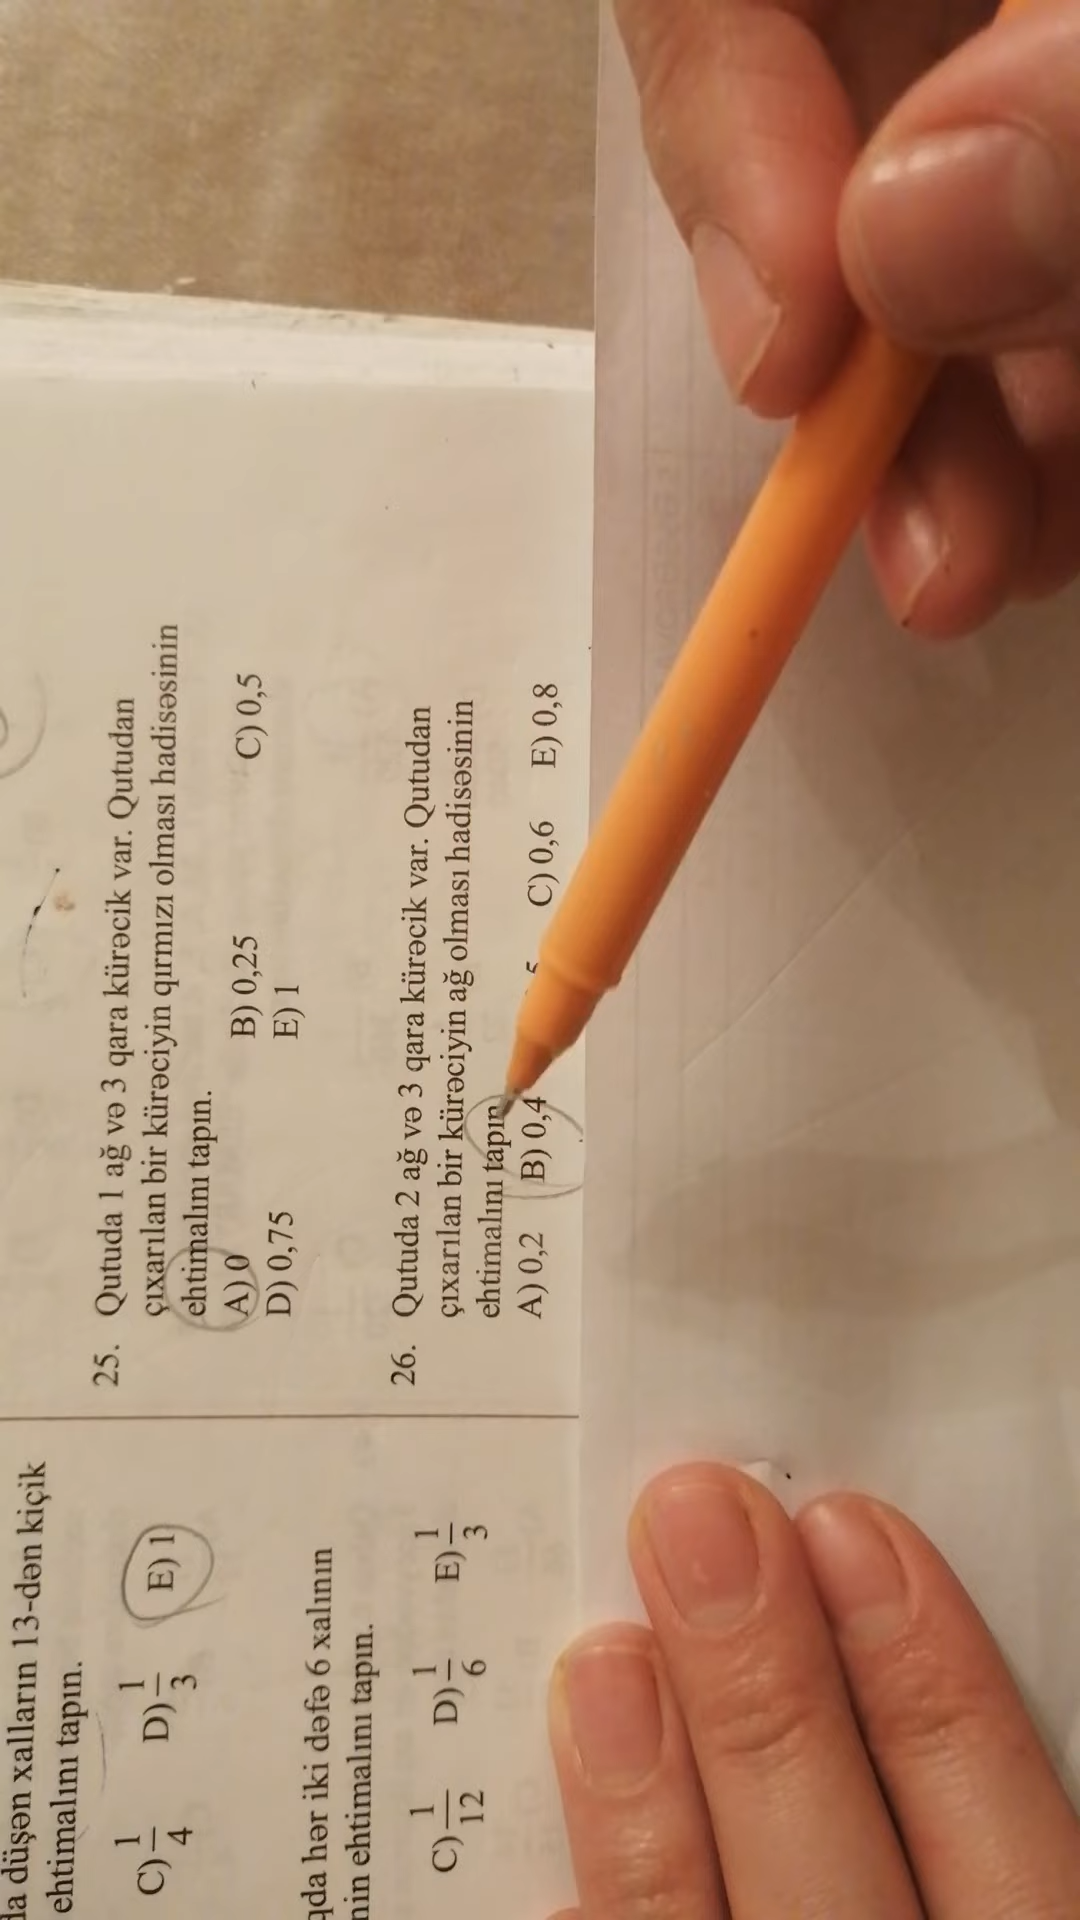 da düşən xalların 13-dən kiçik
ehtimalını tapın.
C) 1/4 D) 1/3 E) 1
hər iki dəfə 6 xalının
ehtimalını tapın.
C) 1/12 D) 1/6 E) 1/3
25. Qutuda 1 ağ və 3 qara kürəcik var. Qutudan
çıxarılan bir kürəciyin qırmızı olması hadisəsinin
ehtimalını tapın.
A) 0 B) 0,25 C) 0,5
D) 0,75 E) 1
26. Qutuda 2 ağ və 3 qara kürəcik var. Qutudan
çıxarılan bir kürəciyin ağ olması hadisəsinin
ehtimalını tapın
A) 0,2 B) 0,4 5 C) 0,6 E) 0,8